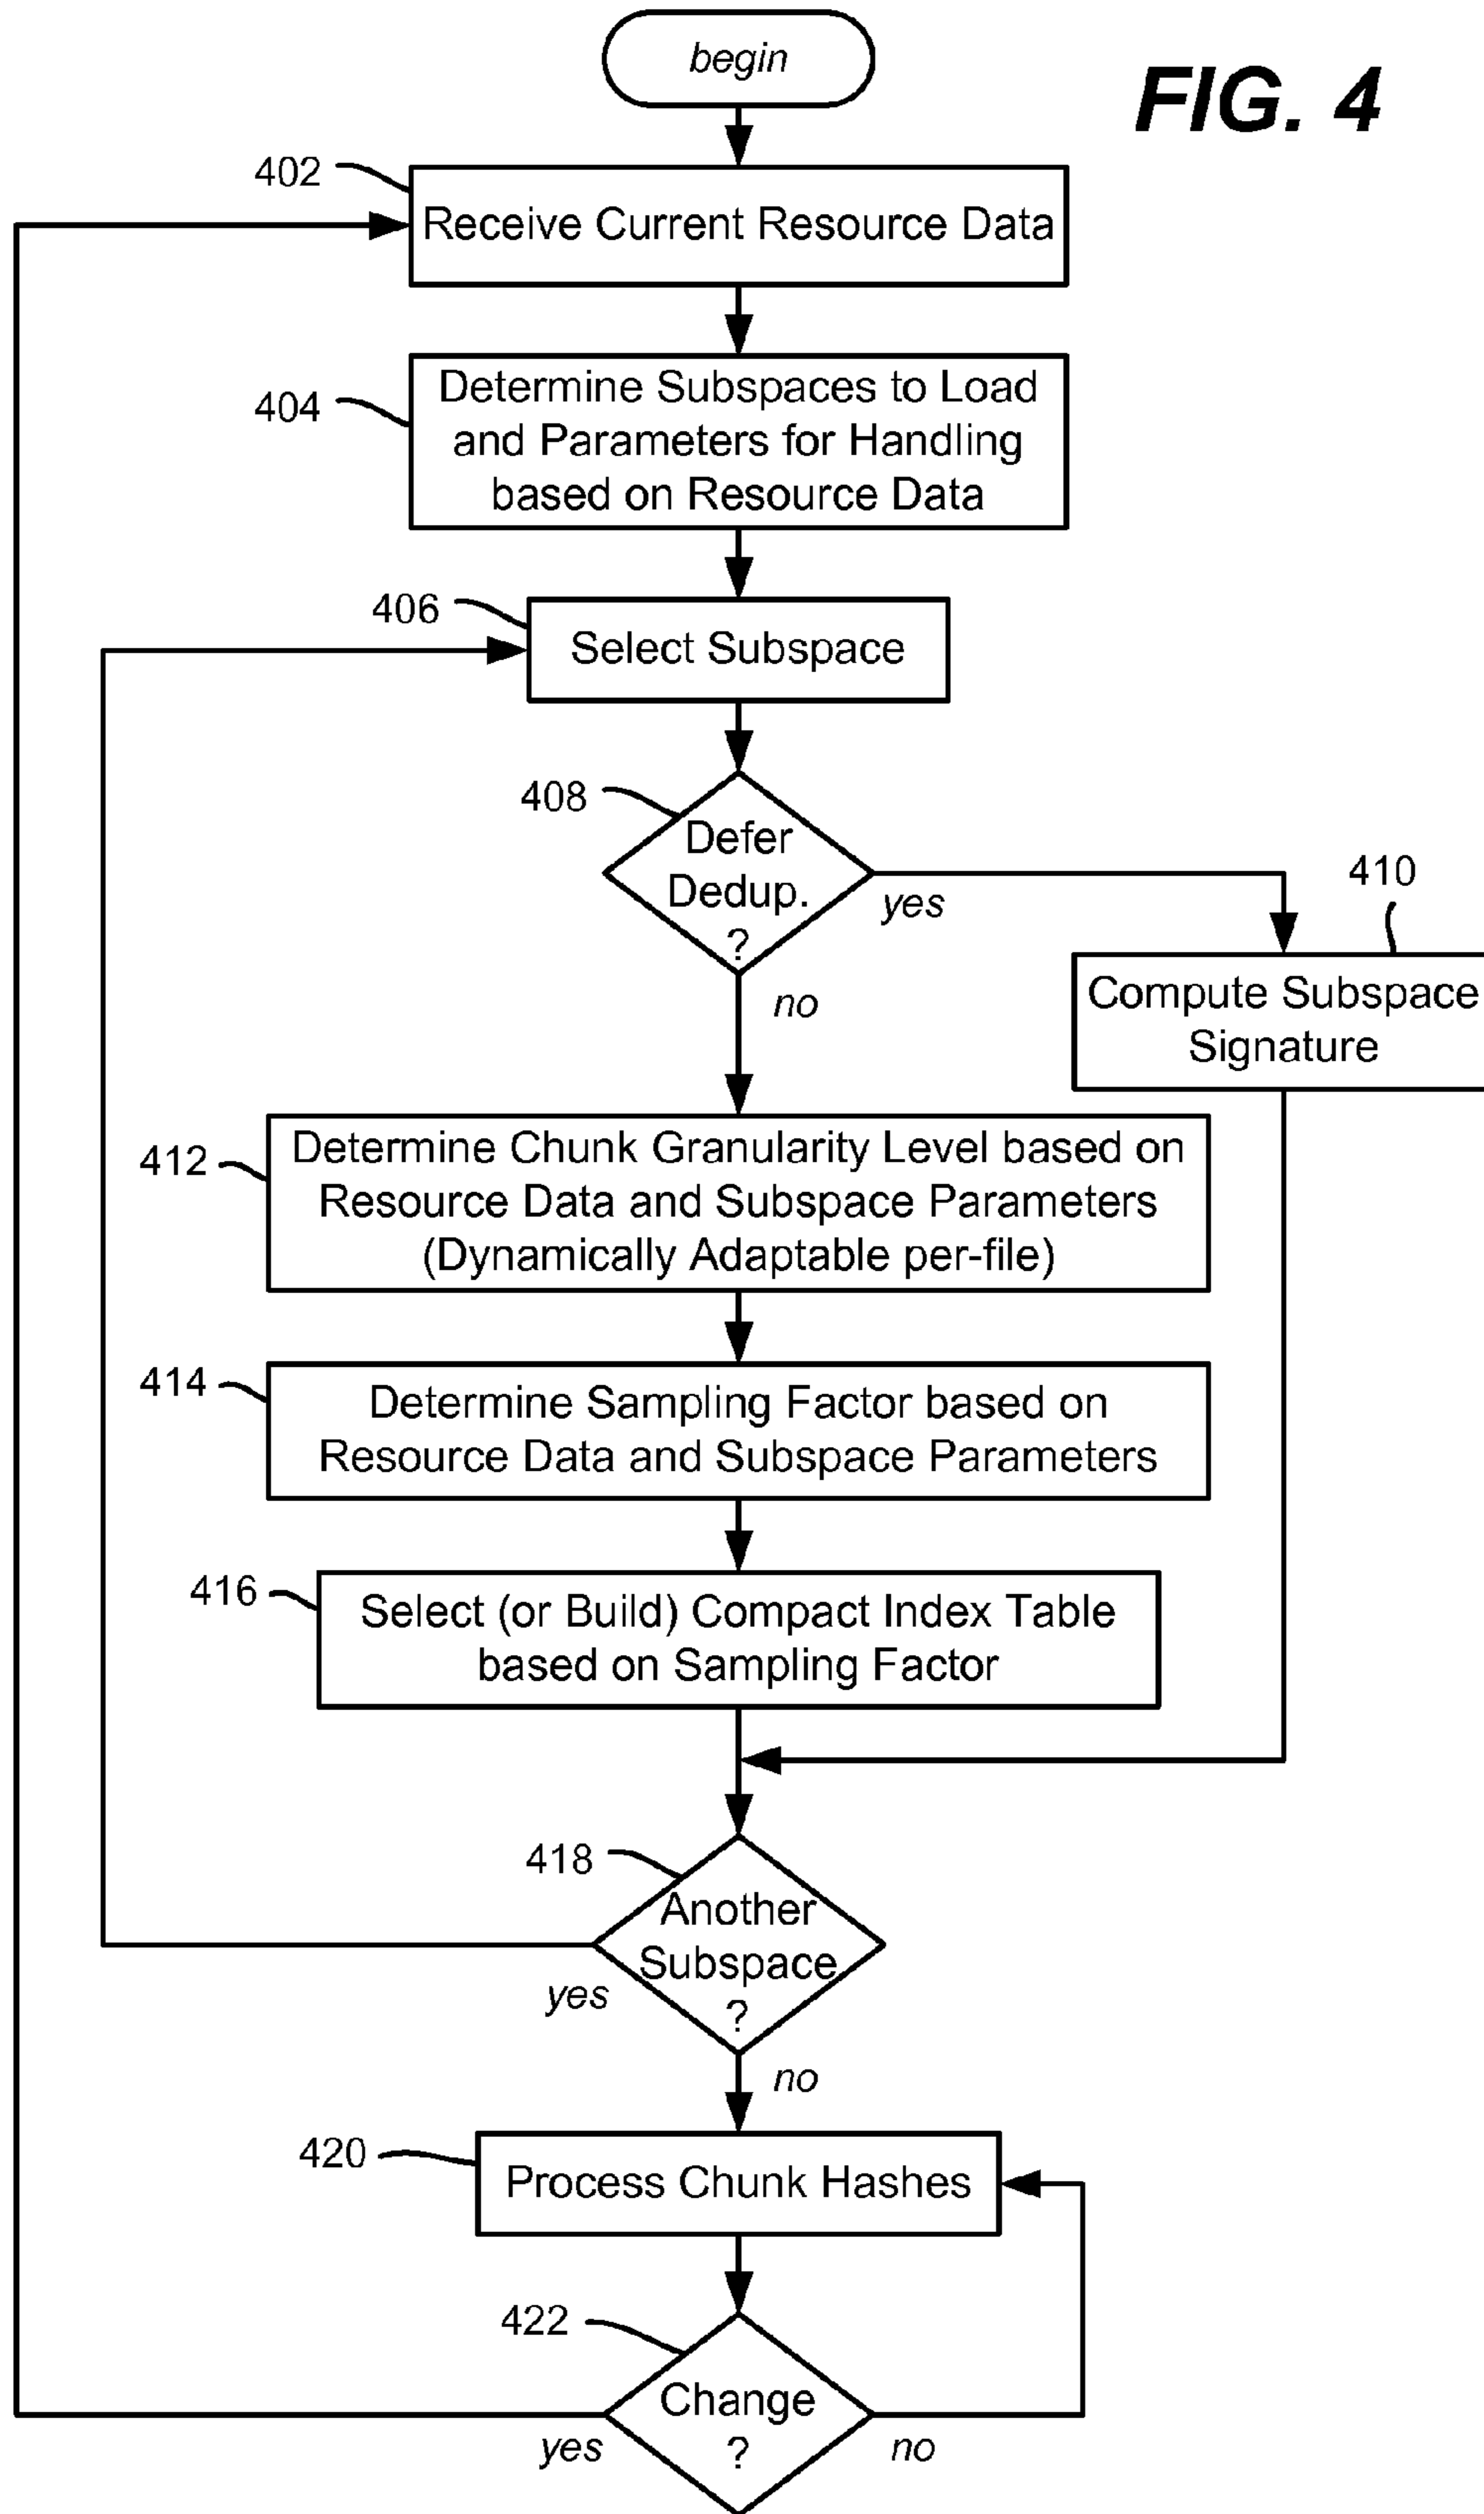 begin
FIG. 4
402
Receive Current Resource Data
404
Determine Subspaces to Load
and Parameters for Handling
based on Resource Data
406
Select Subspace
408
Defer
Dedup.
?
yes
no
410
Compute Subspace
Signature
412
Determine Chunk Granularity Level based on
Resource Data and Subspace Parameters
(Dynamically Adaptable per-file)
414
Determine Sampling Factor based on
Resource Data and Subspace Parameters
416
Select (or Build) Compact Index Table
based on Sampling Factor
418
Another
Subspace
?
yes
no
420
Process Chunk Hashes
422
Change
?
yes
no